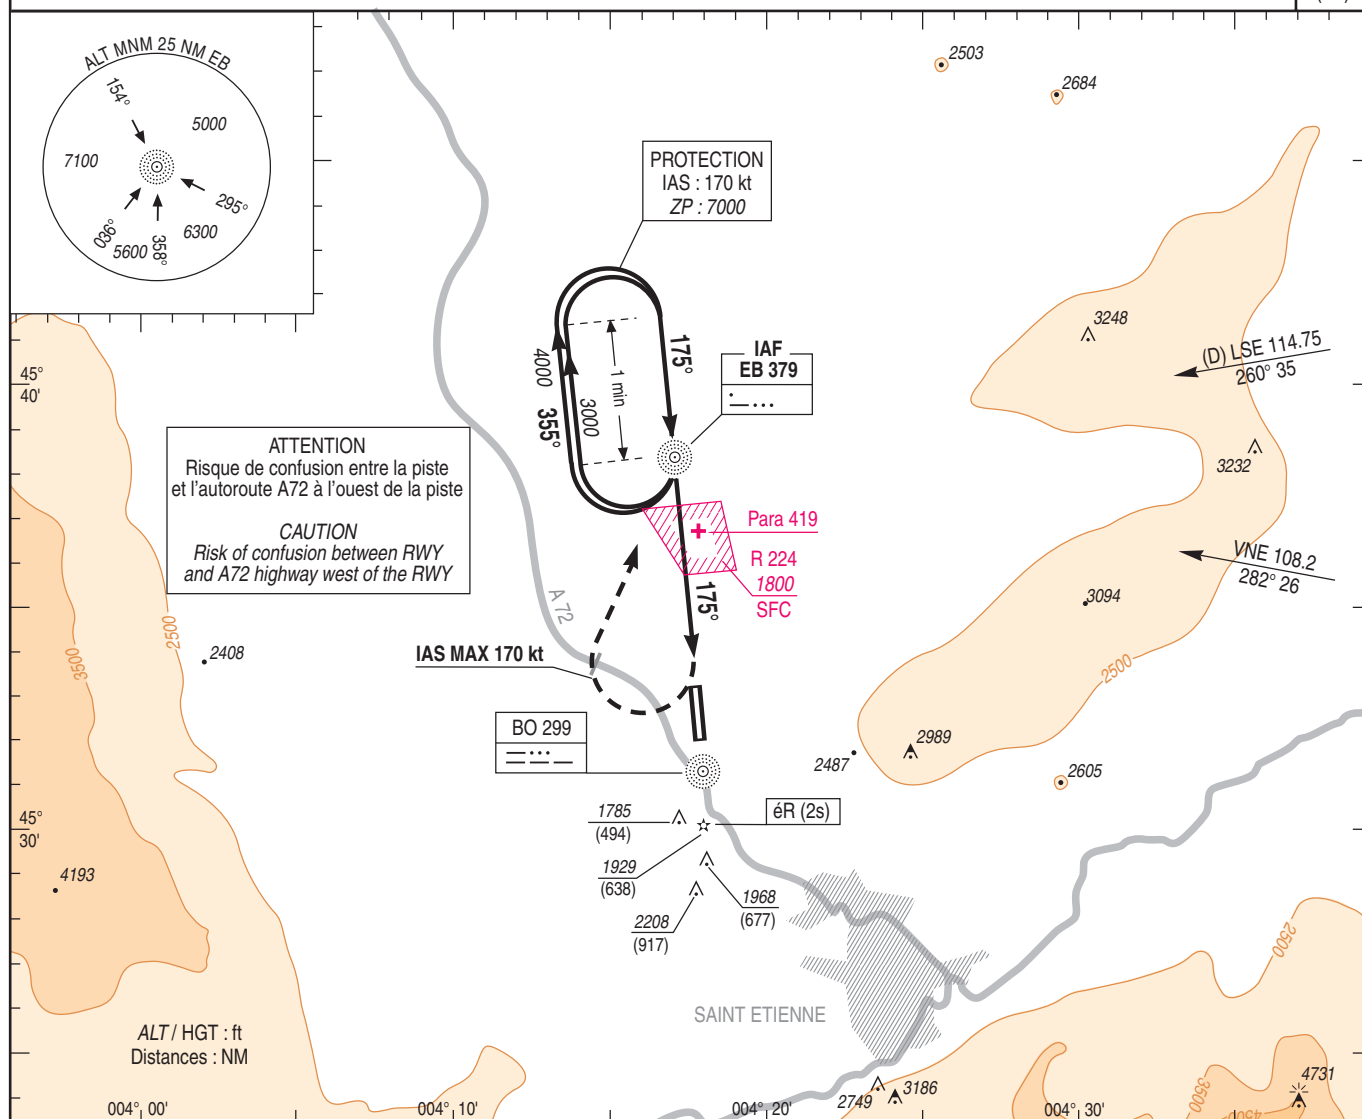 ALT MNM 25 NM EB
154°
5000
7100
295°
036°
5600
358°
6300
2503
2684
PROTECTION
IAS : 170 kt
ZP : 7000
3248
(D) LSE 114.75
260° 35
175°
IAF
EB 379
4000
1 min
3000
355°
45°
40'
ATTENTION
Risque de confusion entre la piste
et l'autoroute A72 à l'ouest de la piste
CAUTION
Risk of confusion between RWY
and A72 highway west of the RWY
3232
Para 419
R 224
1800
SFC
VNE 108.2
282° 26
175°
3094
A 72
2500
3500
2408
IAS MAX 170 kt
2500
BO 299
2989
2487
2605
1785
(494)
éR (2s)
45°
30'
1929
(638)
1968
(677)
2208
(917)
4193
2500
SAINT ETIENNE
ALT / HGT : ft
Distances : NM
3186
2749
3500
4500
4731
004° 00'
004° 10'
004° 20'
004° 30'